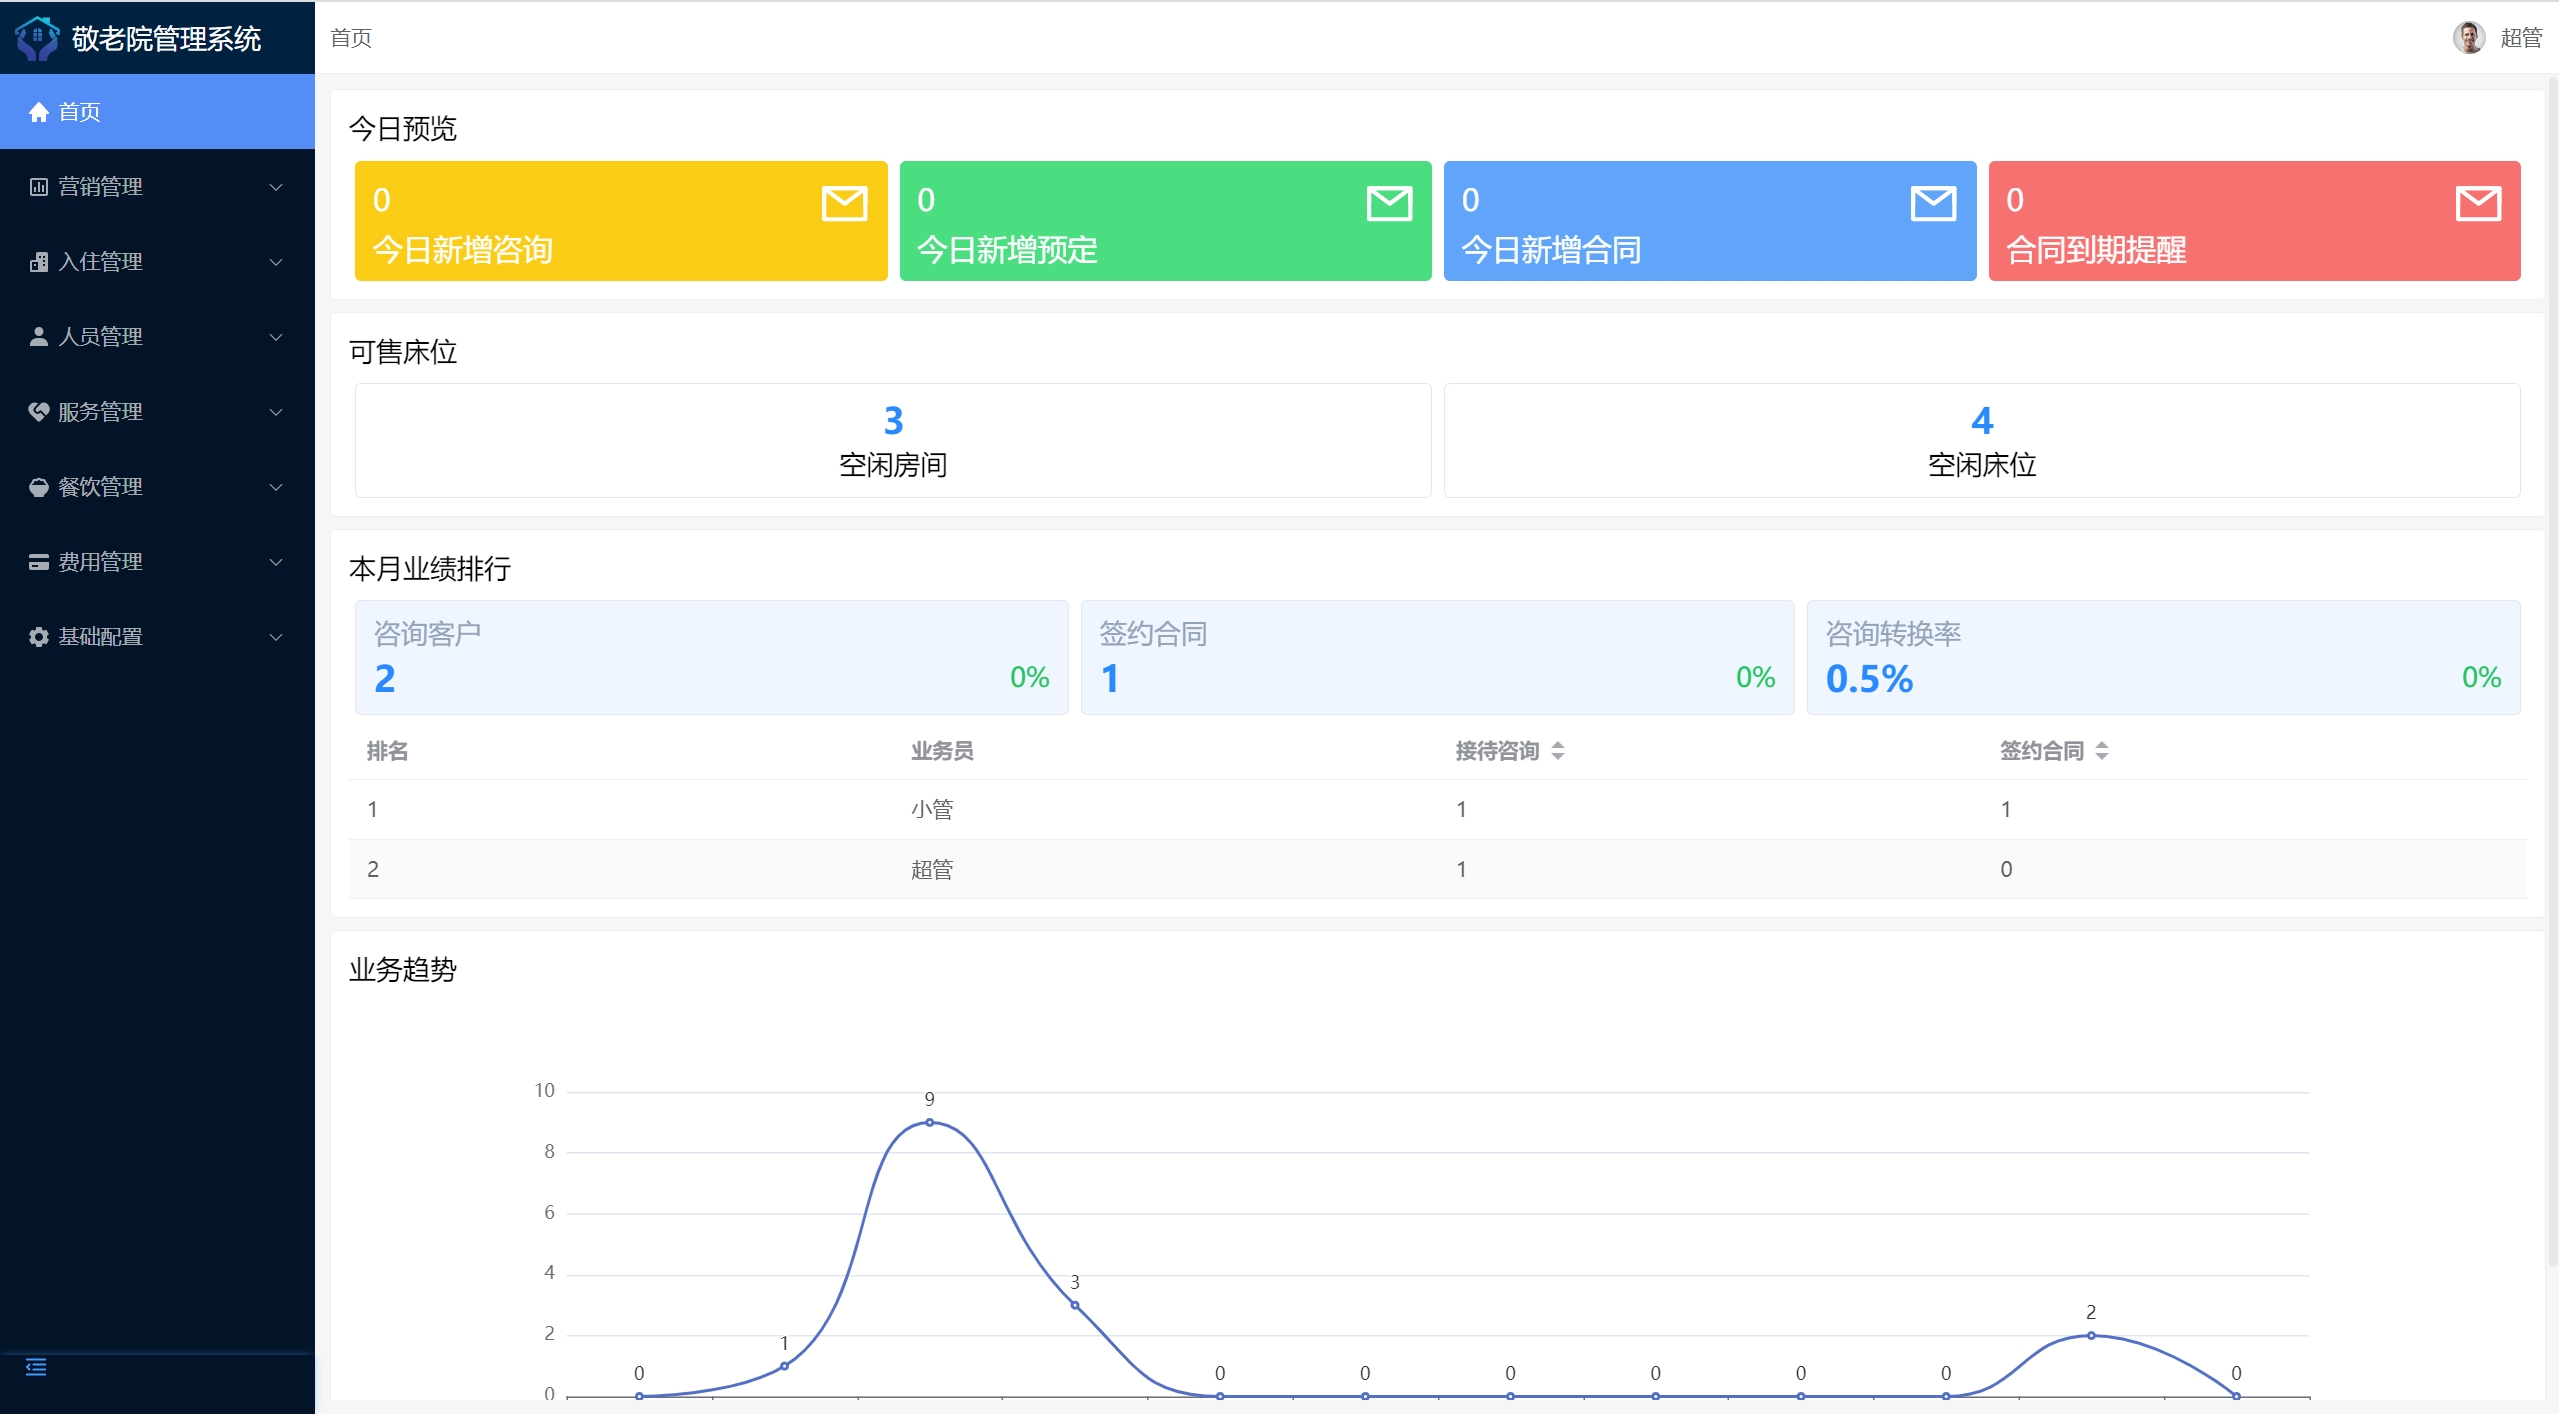 敬老院管理系统
首页
超管
首页
营销管理
入住管理
人员管理
服务管理
餐饮管理
费用管理
基础配置
今日预览
0
今日新增咨询
0
今日新增预定
0
今日新增合同
0
合同到期提醒
可售床位
3
空闲房间
4
空闲床位
本月业绩排行
咨询客户
2 0%
签约合同
1 0%
咨询转换率
0.5% 0%
排名 业务员 接待咨询 签约合同
1 小管 1 1
2 超管 1 0
业务趋势
10
8
6
4
2
0
0 1 9 3 0 0 0 0 0 0 2 0